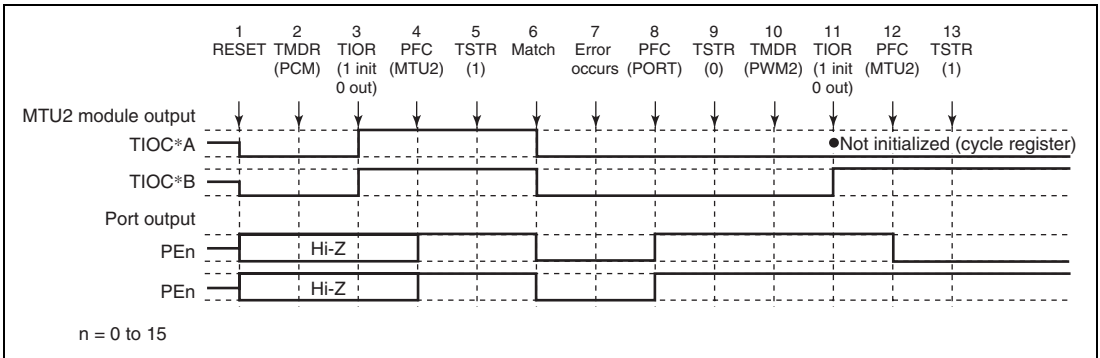 1 2 3 4 5 6 7 8 9 10 11 12 13
RESET TMDR TIOR PFC TSTR Match Error PFC TSTR TMDR TIOR PFC TSTR
(PCM) (1 init (MTU2) (1) occurs (PORT) (0) (PWM2) (1 init (MTU2) (1)
0 out) 0 out)
MTU2 module output
TIOC*A
●Not initialized (cycle register)
TIOC*B
Port output
PEn Hi-Z
PEn Hi-Z
n = 0 to 15